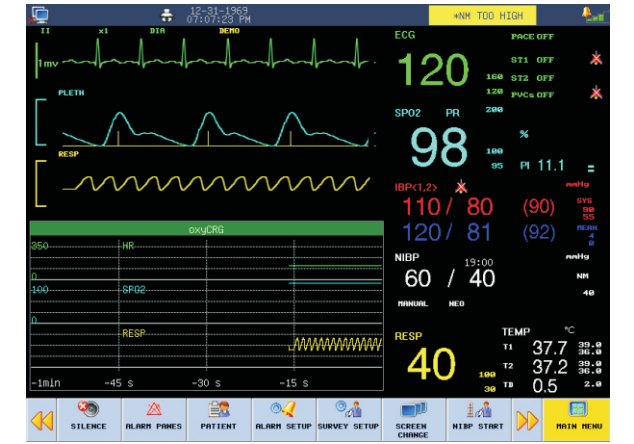 12-31-1969
07:07:23 PM
*NM TOO HIGH
II x1 DIA DEMO
1mv
PLETH
RESP
ECG PACE OFF
120
160
120
ST1 OFF
ST2 OFF
PVCs OFF
SPO2 PR 200
98 %
100
95 PI 11.1
IBP<1,2> mmHg
110 / 80 (90) SYS
90
55
120 / 81 (92) MEAN
4
0
NIBP 19:00 mmHg
60 / 40 NM
40
MANUAL NEO
oxyCRG
350 HR
0
100 SPO2
0
RESP
-1min -45 s -30 s -15 s
RESP
40
100
30
TEMP °C
T1 37.7 39.0
36.0
T2 37.2 39.0
36.0
TD 0.5 2.0
SILENCE
ALARM PANES
PATIENT
ALARM SETUP
SURVEY SETUP
SCREEN
CHANGE
NIBP START
MAIN MENU